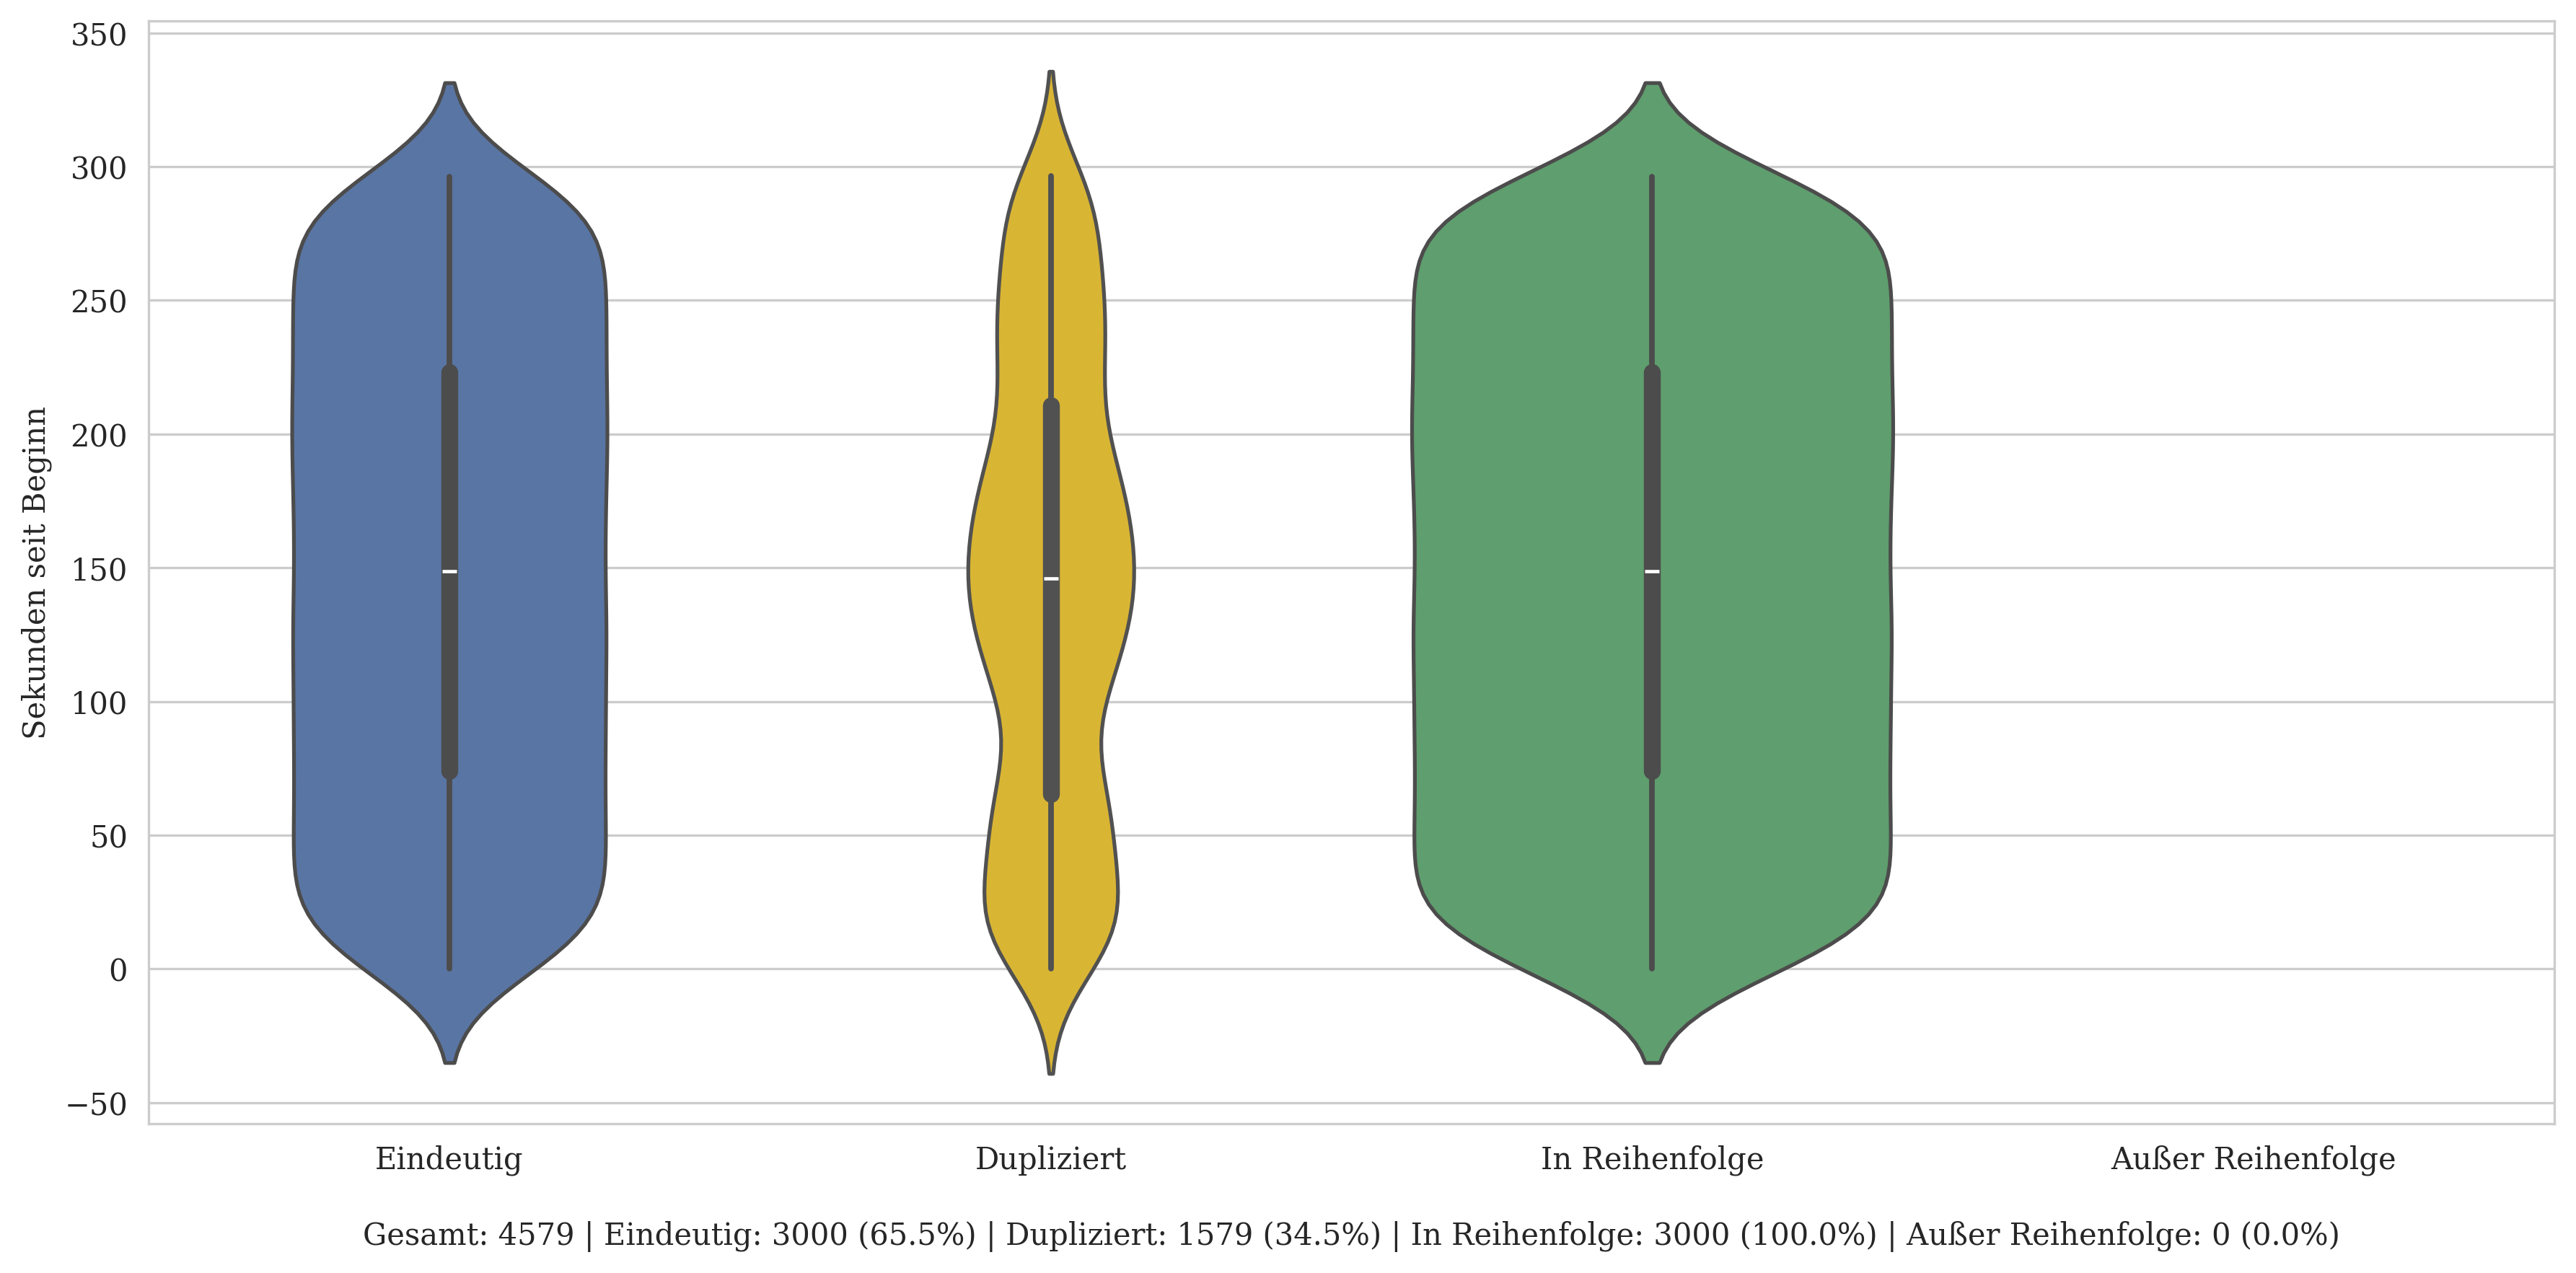 350
300
250
200
150
100
50
0
−50
Sekunden seit Beginn
Eindeutig
Dupliziert
In Reihenfolge
Außer Reihenfolge
Gesamt: 4579 | Eindeutig: 3000 (65.5%) | Dupliziert: 1579 (34.5%) | In Reihenfolge: 3000 (100.0%) | Außer Reihenfolge: 0 (0.0%)